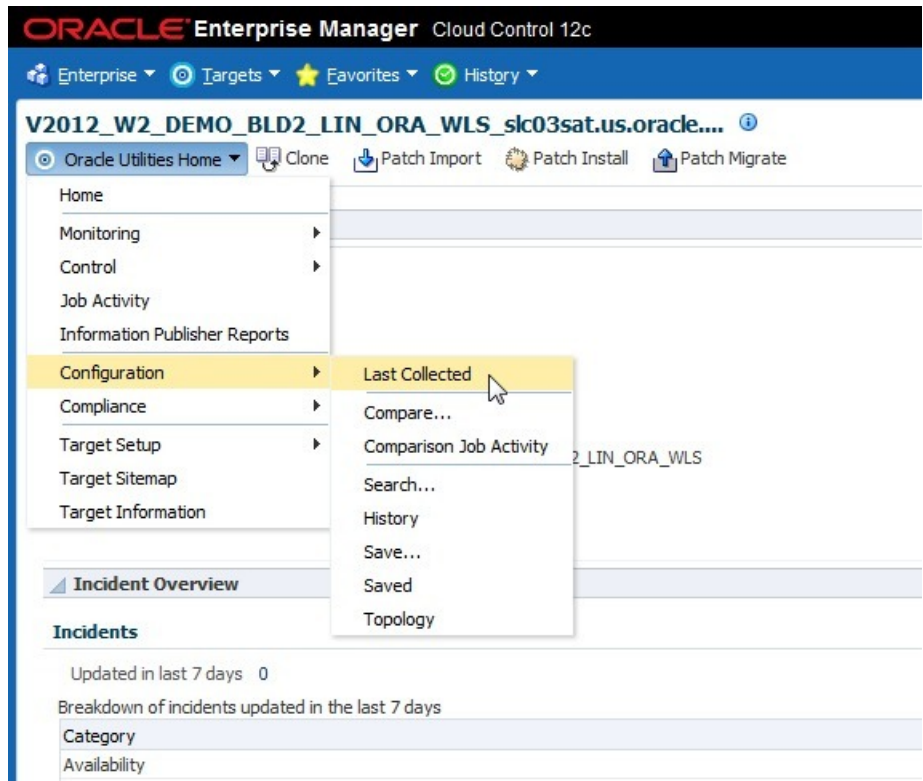 ORACLE Enterprise Manager Cloud Control 12c
Enterprise Targets Favorites History
V2012_W2_DEMO_BLD2_LIN_ORA_WLS_slc03sat.us.oracle....
Oracle Utilities Home Clone Patch Import Patch Install Patch Migrate
Home
Monitoring
Control
Job Activity
Information Publisher Reports
Configuration
Compliance
Target Setup
Target Sitemap
Target Information
Last Collected
Compare...
Comparison Job Activity
Search...
History
Save...
Saved
Topology
2_LIN_ORA_WLS
Incident Overview
Incidents
Updated in last 7 days 0
Breakdown of incidents updated in the last 7 days
Category
Availability